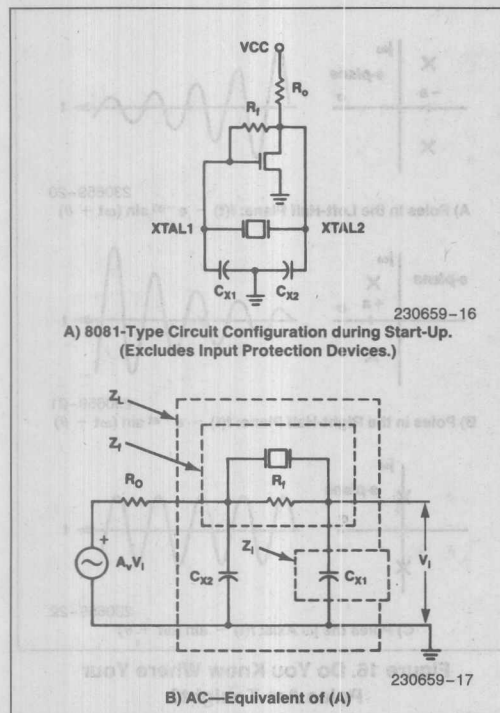 VCC
R₀
Rf
XTAL1
XTAL2
CX1
CX2
230659-16
A) 8081-Type Circuit Configuration during Start-Up.
(Excludes Input Protection Devices.)
ZL
Zf
RO
Rf
Zi
AvVi
CX2
CX1
Vi
230659-17
B) AC—Equivalent of (A)